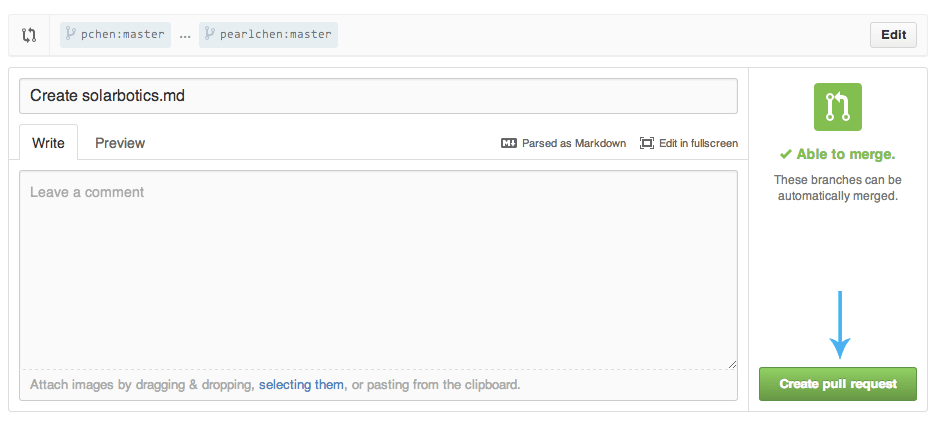 pchen:master ... pearlchen:master Edit
Create solarbotics.md
Write Preview Parsed as Markdown Edit in fullscreen
Leave a comment
Attach images by dragging & dropping, selecting them, or pasting from the clipboard.
Able to merge.
These branches can be
automatically merged.
Create pull request